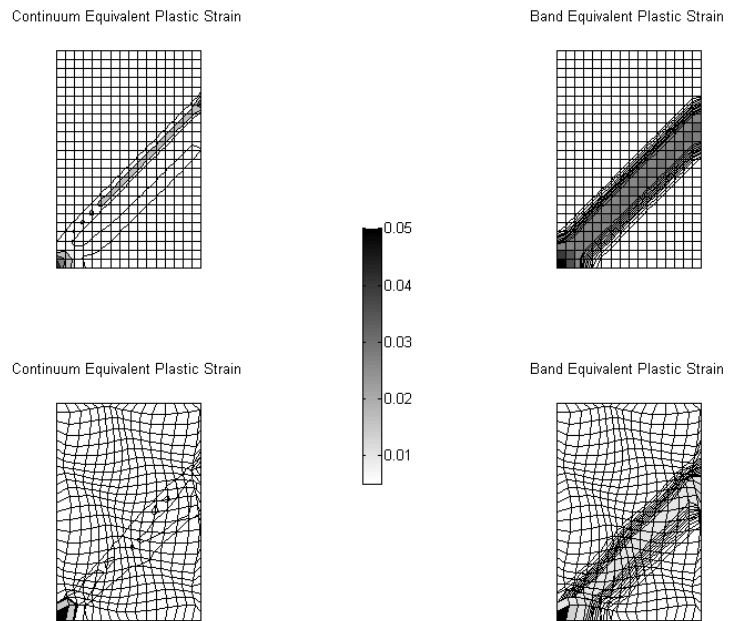 Continuum Equivalent Plastic Strain
Band Equivalent Plastic Strain
0.05
0.04
0.03
0.02
0.01
Continuum Equivalent Plastic Strain
Band Equivalent Plastic Strain